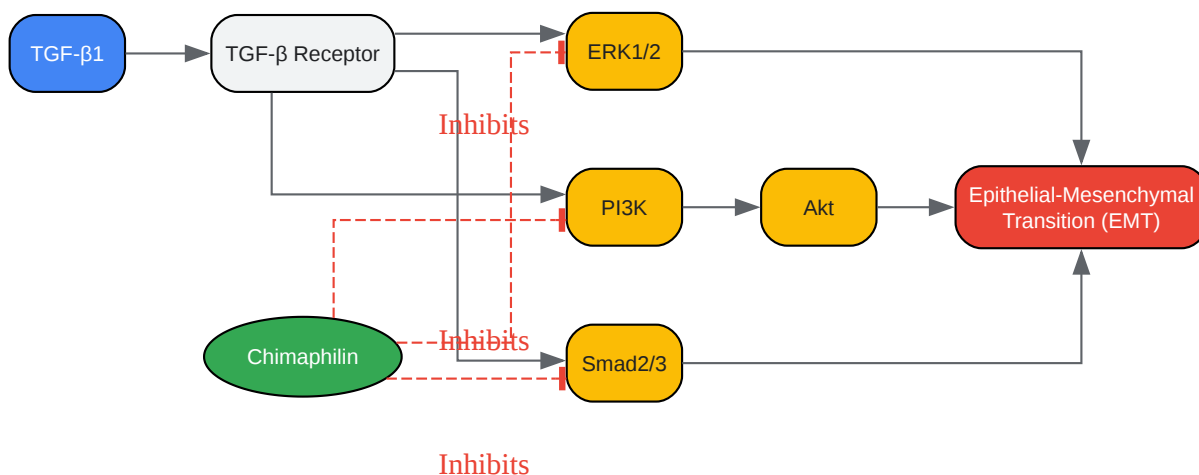 TGF-β1
TGF-β Receptor
ERK1/2
Inhibits
PI3K
Akt
Epithelial-Mesenchymal
Transition (EMT)
Chimaphilin
Inhibits
Smad2/3
Inhibits